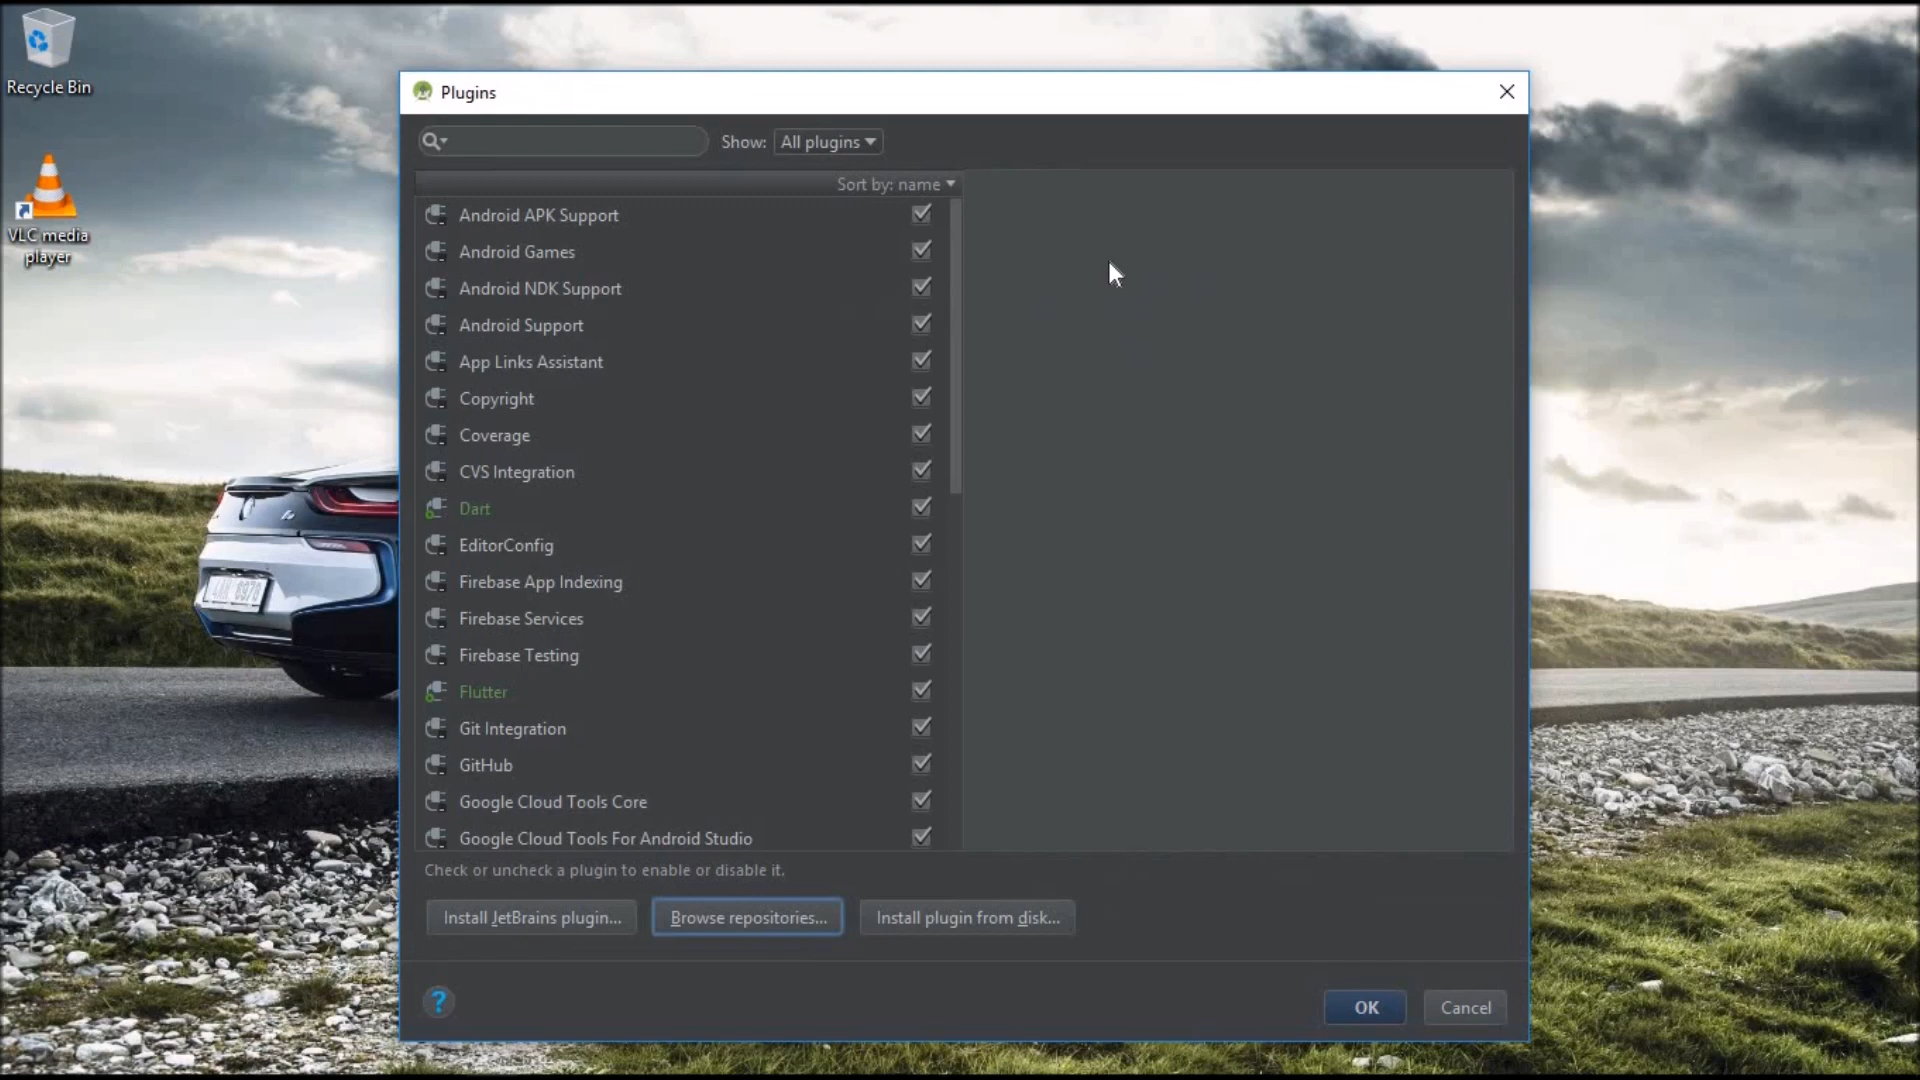 Recycle Bin
VLC media
player
Plugins
Show: All plugins
Sort by: name
Android APK Support
Android Games
Android NDK Support
Android Support
App Links Assistant
Copyright
Coverage
CVS Integration
Dart
EditorConfig
Firebase App Indexing
Firebase Services
Firebase Testing
Flutter
Git Integration
GitHub
Google Cloud Tools Core
Google Cloud Tools For Android Studio
Check or uncheck a plugin to enable or disable it.
Install JetBrains plugin...
Browse repositories...
Install plugin from disk...
?
OK
Cancel